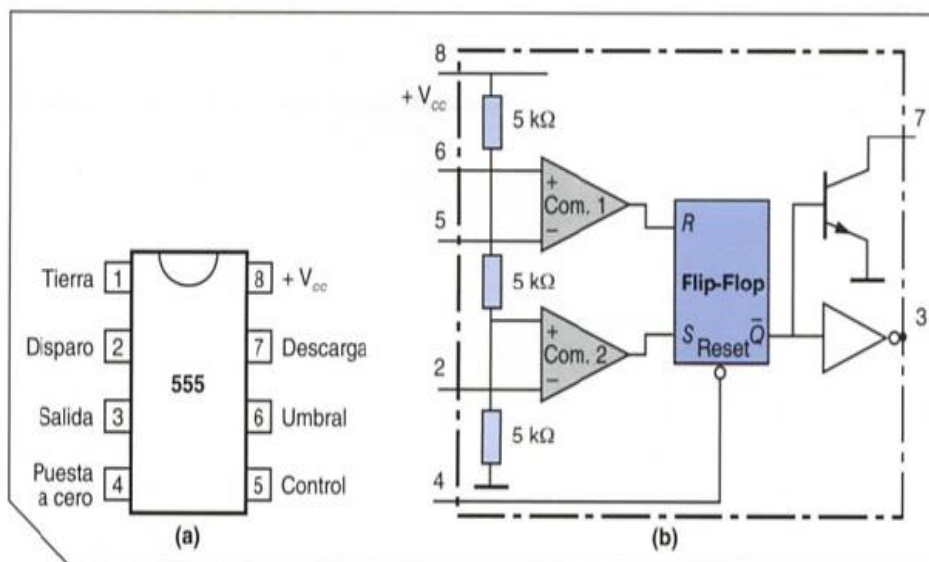 Tierra 1
8 + Vcc
Disparo 2
7 Descarga
555
Salida 3
6 Umbral
Puesta
a cero 4
5 Control
(a)
8
+ Vcc
5 kΩ
7
6
+
Com. 1
−
R
5
Flip-Flop
5 kΩ
3
+
Com. 2
−
S
Reset
Q̄
2
5 kΩ
4
(b)